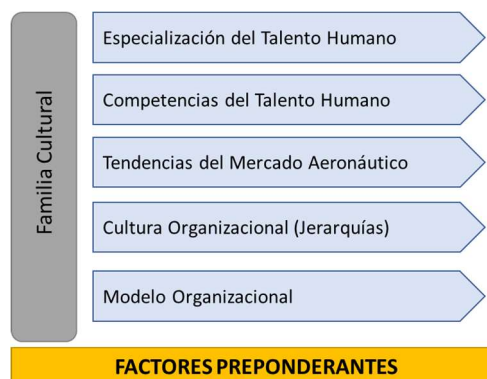 Familia Cultural
Especialización del Talento Humano
Competencias del Talento Humano
Tendencias del Mercado Aeronáutico
Cultura Organizacional (Jerarquías)
Modelo Organizacional
FACTORES PREPONDERANTES